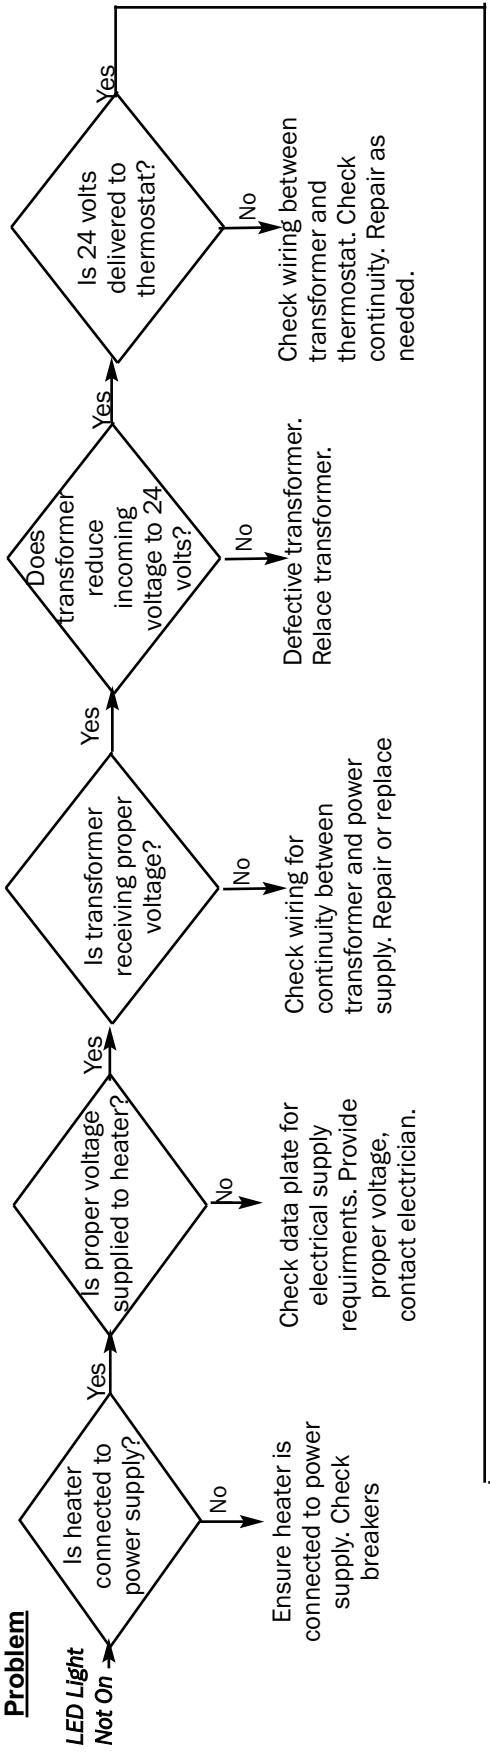 Problem
LED Light
Not On
Is heater
connected to
power supply?
Yes
No
Ensure heater is
connected to power
supply. Check
breakers
Is proper voltage
supplied to heater?
Yes
No
Check data plate for
electrical supply
requirments. Provide
proper voltage,
contact electrician.
Is transformer
receiving proper
voltage?
Yes
No
Check wiring for
continuity between
transformer and power
supply. Repair or replace
Does
transformer
reduce
incoming
voltage to 24
volts?
Yes
No
Defective transformer.
Relace transformer.
Is 24 volts
delivered to
thermostat?
Yes
No
Check wiring between
transformer and
thermostat. Check
continuity. Repair as
needed.